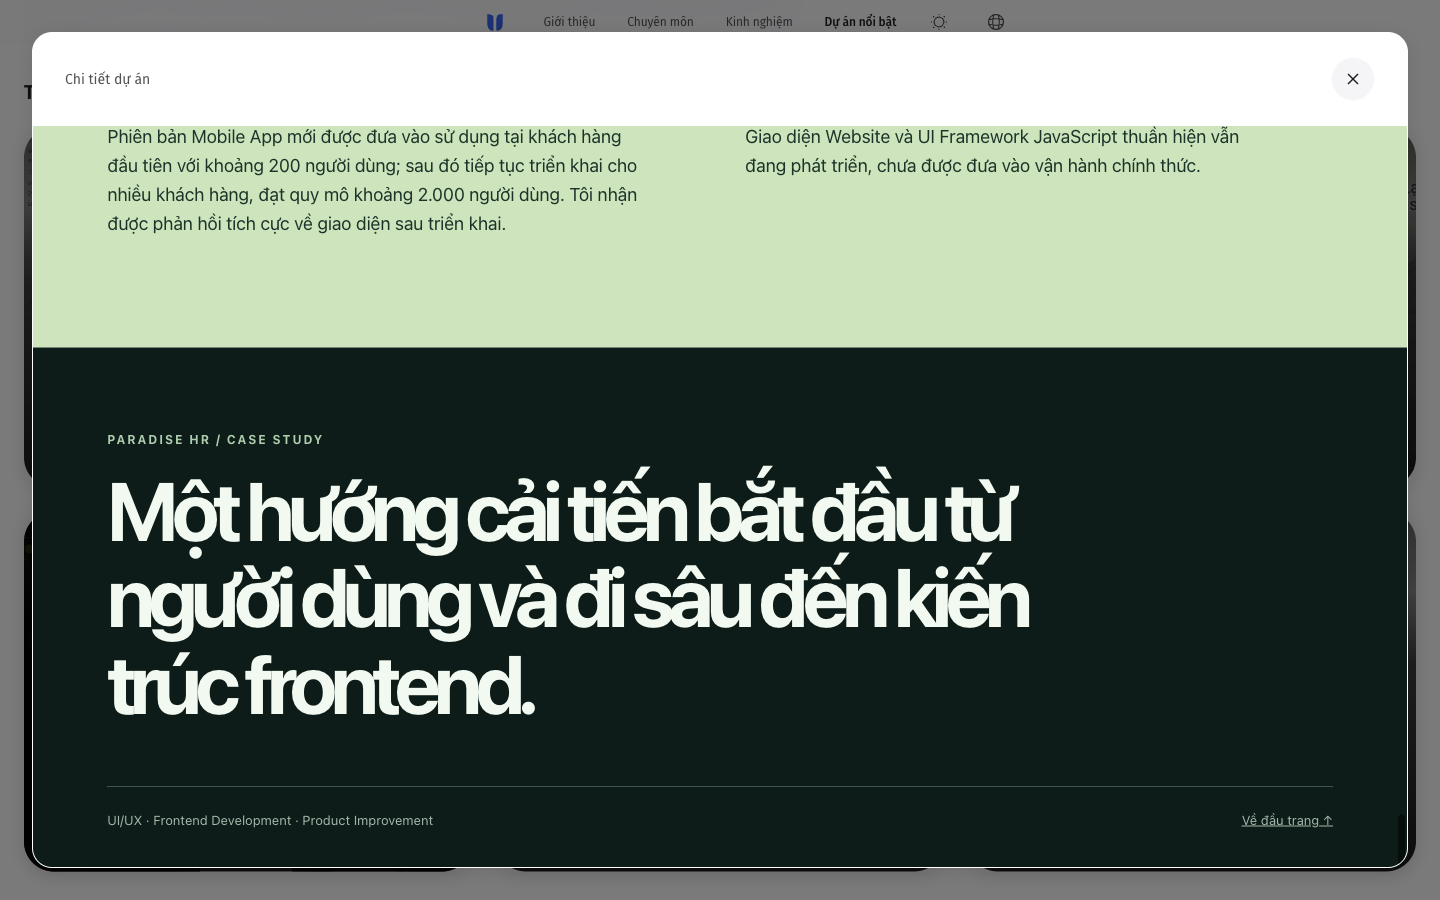 Giới thiệu
Chuyên môn
Kinh nghiệm
Dự án nổi bật
Chi tiết dự án
Phiên bản Mobile App mới được đưa vào sử dụng tại khách hàng
đầu tiên với khoảng 200 người dùng; sau đó tiếp tục triển khai cho
nhiều khách hàng, đạt quy mô khoảng 2.000 người dùng. Tôi nhận
được phản hồi tích cực về giao diện sau triển khai.
Giao diện Website và UI Framework JavaScript thuần hiện vẫn
đang phát triển, chưa được đưa vào vận hành chính thức.
PARADISE HR / CASE STUDY
Một hướng cải tiến bắt đầu từ
người dùng và đi sâu đến kiến
trúc frontend.
UI/UX · Frontend Development · Product Improvement
Về đầu trang ↑